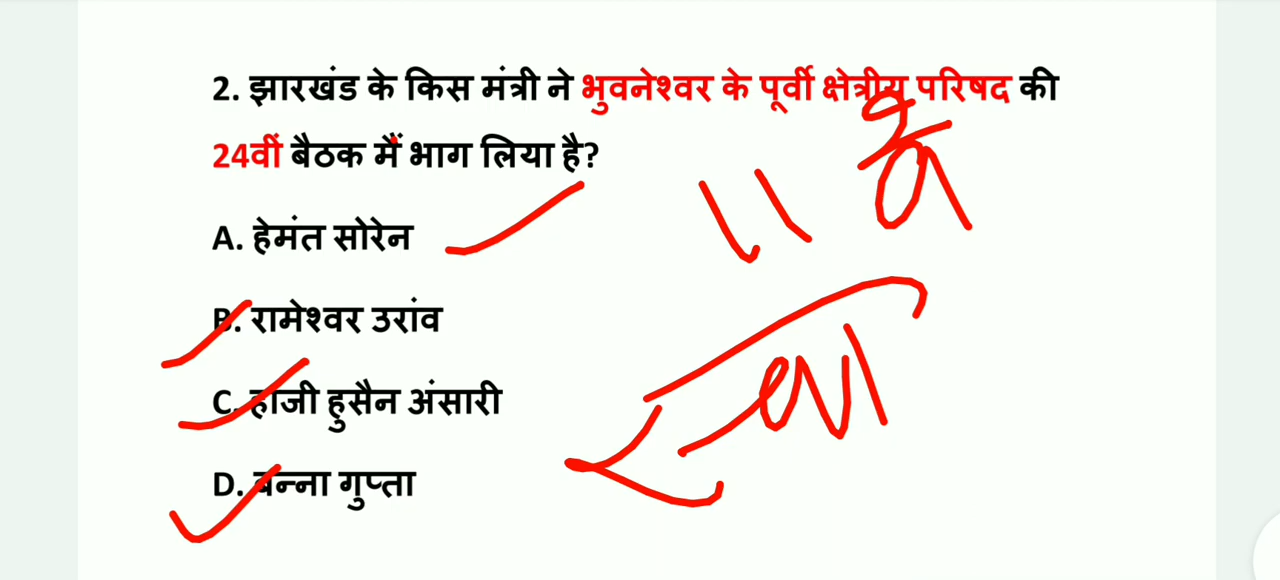 2. झारखंड के किस मंत्री ने भुवनेश्वर के पूर्वी क्षेत्रीय परिषद की
24वीं बैठक में भाग लिया है?
A. हेमंत सोरेन
B. रामेश्वर उरांव
C. हाजी हुसैन अंसारी
D. बन्ना गुप्ता